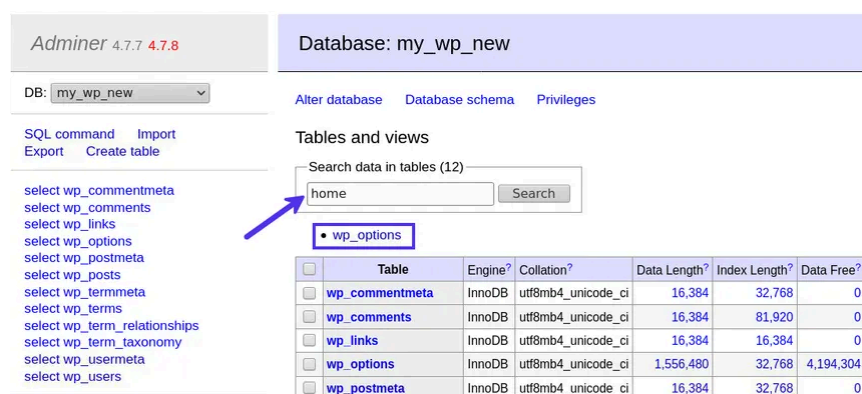 Adminer 4.7.7 4.7.8
DB: my_wp_new
SQL command Import
Export Create table
select wp_commentmeta
select wp_comments
select wp_links
select wp_options
select wp_postmeta
select wp_posts
select wp_termmeta
select wp_terms
select wp_term_relationships
select wp_term_taxonomy
select wp_usermeta
select wp_users
Database: my_wp_new
Alter database Database schema Privileges
Tables and views
Search data in tables (12)
home Search
• wp_options
Table Engine? Collation? Data Length? Index Length? Data Free?
wp_commentmeta InnoDB utf8mb4_unicode_ci 16,384 32,768 0
wp_comments InnoDB utf8mb4_unicode_ci 16,384 81,920 0
wp_links InnoDB utf8mb4_unicode_ci 16,384 16,384 0
wp_options InnoDB utf8mb4_unicode_ci 1,556,480 32,768 4,194,304
wp_postmeta InnoDB utf8mb4_unicode_ci 16,384 32,768 0